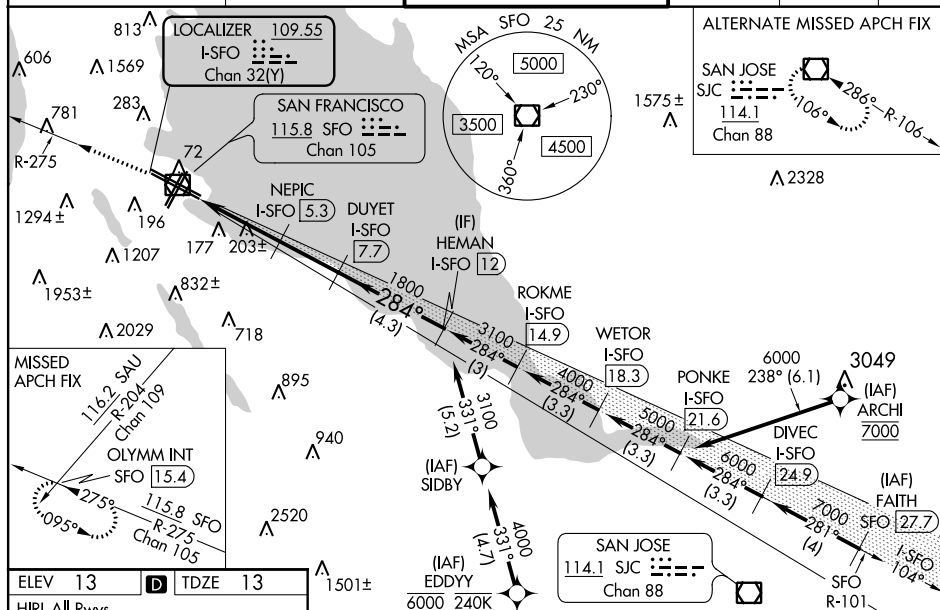 813
606
1569
283
781
R-275
72
LOCALIZER 109.55
I-SFO
Chan 32(Y)
SAN FRANCISCO
115.8 SFO
Chan 105
MSA SFO 25 NM
120°
5000
230°
3500
4500
360°
1575 ±
ALTERNATE MISSED APCH FIX
SAN JOSE
SJC
114.1
Chan 88
106°
286°
R-106
2328
1294 ±
196
177
203±
1207
1953±
832±
2029
718
NEPIC
I-SFO 5.3
DUYET
I-SFO
7.7
(IF)
HEMAN
I-SFO 12
1800
284°
(4.3)
ROKME
I-SFO
14.9
3100
284°
(3)
WETOR
I-SFO
18.3
4000
284°
(3.3)
PONKE
I-SFO
21.6
5000
284°
(3.3)
6000
238° (6.1)
3049
(IAF)
ARCHI
7000
DIVEC
I-SFO
24.9
6000
284°
(3.3)
(IAF)
FAITH
SFO 27.7
7000
281°
(4)
I-SFO
104°
SFO
R-101
3100
331°
(5.2)
(IAF)
SIDBY
4000
331°
(4.7)
(IAF)
EDDYY
6000 240K
SAN JOSE
114.1 SJC
Chan 88
895
940
2520
1501±
MISSED
APCH FIX
116.2 SAU
R-204
Chan 109
OLYMM INT
SFO 15.4
275°
095°
115.8 SFO
R-275
Chan 105
ELEV 13 D TDZE 13
HIRL All Rwys